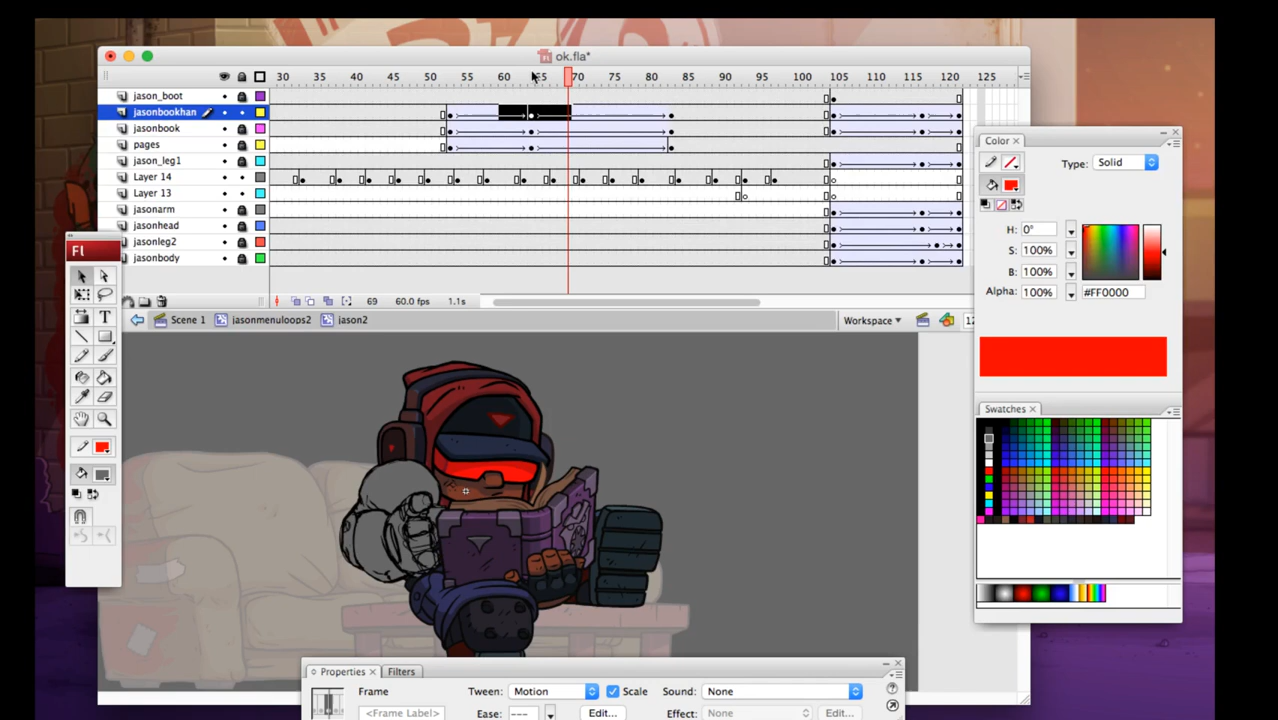 ok.fla*
30 35 40 45 50 55 60 65 70 75 80 85 90 95 100 105 110 115 120 125
jason_boot
jasonbookhan
jasonbook
pages
jason_leg1
Layer 14
Layer 13
jasonarm
jasonhead
jasonleg2
jasonbody
69 60.0 fps 1.1s
Scene 1 jasonmenuloops2 jason2
Workspace
Fl
T
Color
Type: Solid
H: 0°
S: 100%
B: 100%
Alpha: 100% #FF0000
Swatches
Properties Filters
Frame Tween: Motion Scale Sound: None
<Frame Label> Ease: --- Edit... Effect: None Edit...